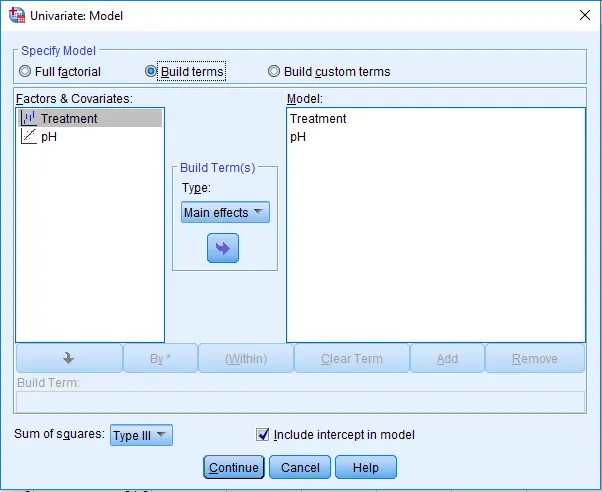 Univariate: Model
Specify Model
Full factorial
Build terms
Build custom terms
Factors & Covariates:
Model:
Treatment
pH
Treatment
pH
Build Term(s)
Type:
Main effects
By *
(Within)
Clear Term
Add
Remove
Build Term:
Sum of squares:
Type III
Include intercept in model
Continue
Cancel
Help